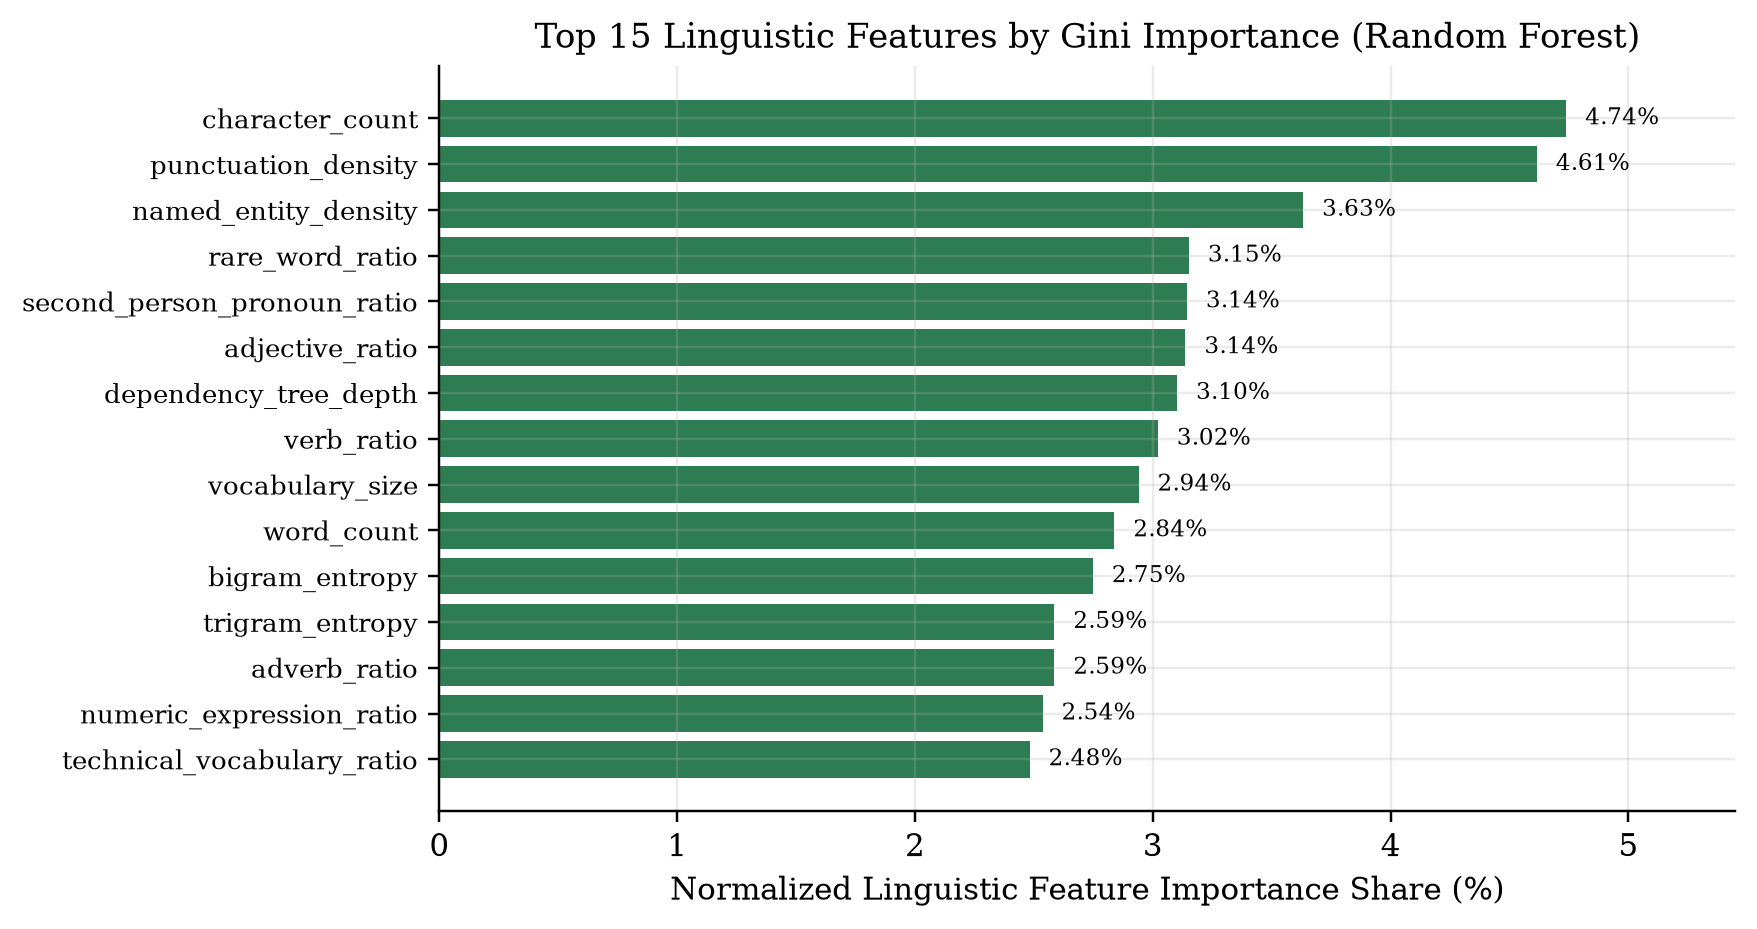 Top 15 Linguistic Features by Gini Importance (Random Forest)
character_count 4.74%
punctuation_density 4.61%
named_entity_density 3.63%
rare_word_ratio 3.15%
second_person_pronoun_ratio 3.14%
adjective_ratio 3.14%
dependency_tree_depth 3.10%
verb_ratio 3.02%
vocabulary_size 2.94%
word_count 2.84%
bigram_entropy 2.75%
trigram_entropy 2.59%
adverb_ratio 2.59%
numeric_expression_ratio 2.54%
technical_vocabulary_ratio 2.48%
0 1 2 3 4 5
Normalized Linguistic Feature Importance Share (%)